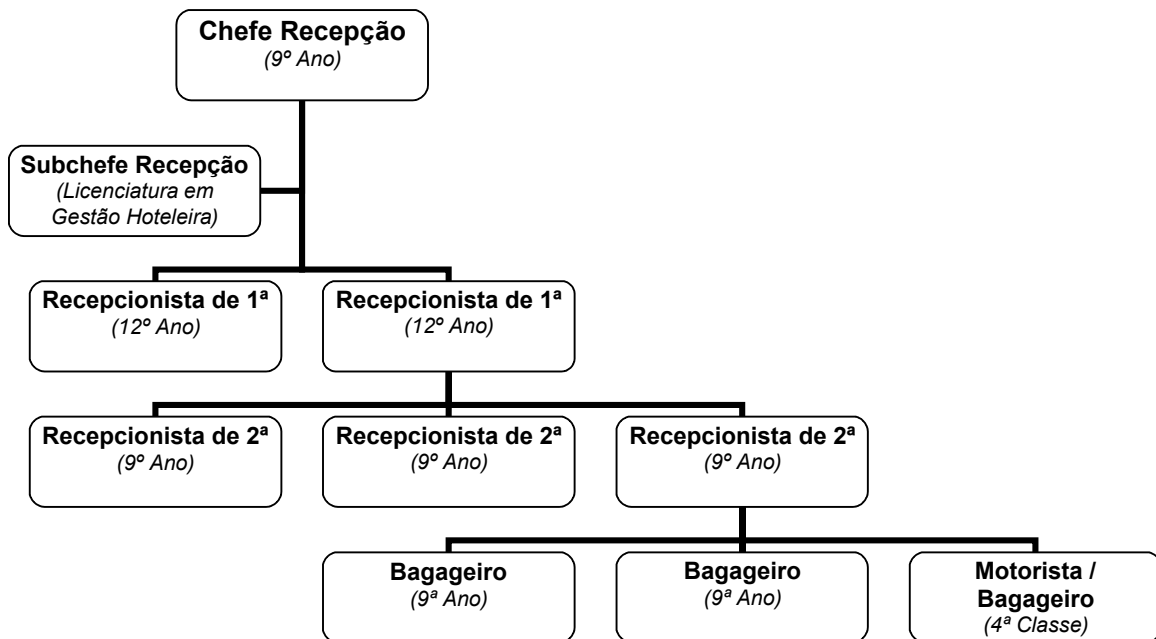 Chefe Recepção
(9º Ano)
Subchefe Recepção
(Licenciatura em
Gestão Hoteleira)
Recepcionista de 1ª
(12º Ano)
Recepcionista de 1ª
(12º Ano)
Recepcionista de 2ª
(9º Ano)
Recepcionista de 2ª
(9º Ano)
Recepcionista de 2ª
(9º Ano)
Bagageiro
(9ª Ano)
Bagageiro
(9ª Ano)
Motorista /
Bagageiro
(4ª Classe)